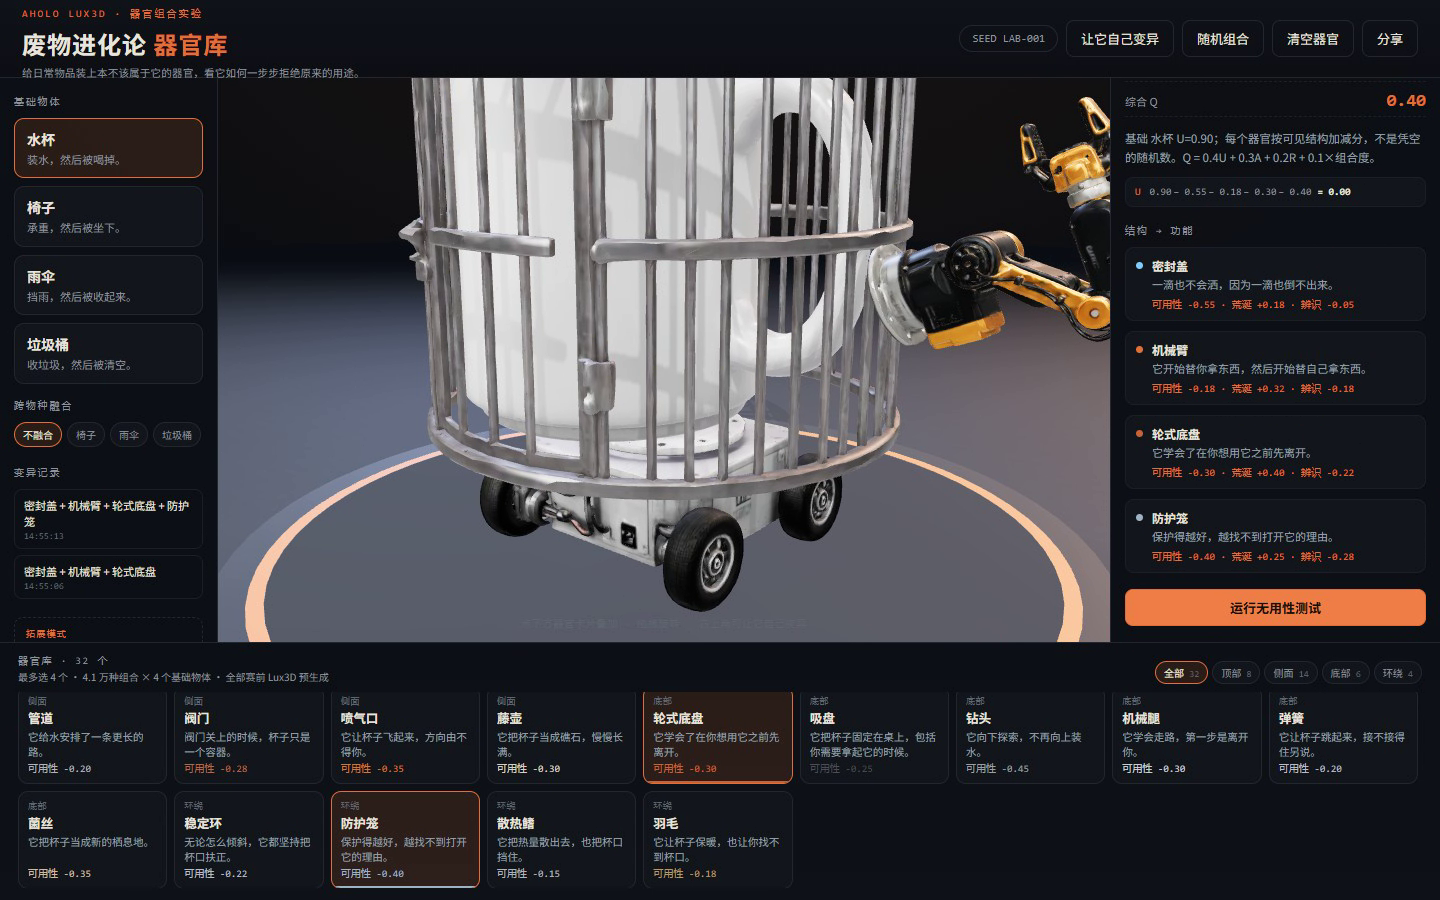 AHOLO LUX3D · 器官组合实验
废物进化论 器官库
给日常物品装上本不该属于它的器官，看它如何一步步拒绝原来的用途。
SEED LAB-001
让它自己变异
随机组合
清空器官
分享
基础物体
水杯
装水，然后被喝掉。
椅子
承重，然后被坐下。
雨伞
挡雨，然后被收起来。
垃圾桶
收垃圾，然后被清空。
跨物种融合
不融合 椅子 雨伞 垃圾桶
变异记录
密封盖+机械臂+轮式底盘+防护
笼
14:55:13
密封盖+机械臂+轮式底盘
14:55:06
拓展模式
综合 Q 0.40
基础 水杯 U=0.90；每个器官按可见结构加减分，不是凭空
的随机数。Q = 0.4U + 0.3A + 0.2R + 0.1×组合度。
U 0.90 − 0.55 − 0.18 − 0.30 − 0.40 = 0.00
结构 → 功能
密封盖
一滴也不会洒，因为一滴也倒不出来。
可用性 -0.55 · 荒诞 +0.18 · 辨识 -0.05
机械臂
它开始替你拿东西，然后开始替自己拿东西。
可用性 -0.18 · 荒诞 +0.32 · 辨识 -0.18
轮式底盘
它学会了在你想用它之前先离开。
可用性 -0.30 · 荒诞 +0.40 · 辨识 -0.22
防护笼
保护得越好，越找不到打开它的理由。
可用性 -0.40 · 荒诞 +0.25 · 辨识 -0.28
运行无用性测试
器官库 · 32 个
最多选 4 个 · 4.1 万种组合 × 4 个基础物体 · 全部赛前 Lux3D 预生成
全部 32 顶部 8 侧面 14 底部 6 环绕 4
侧面
管道
它给水安排了一条更长的
路。
可用性 -0.20
侧面
阀门
阀门关上的时候，杯子只是
一个容器。
可用性 -0.28
侧面
喷气口
它让杯子飞起来，方向由不
得你。
可用性 -0.35
侧面
藤壶
它把杯子当成礁石，慢慢长
满。
可用性 -0.30
底部
轮式底盘
它学会了在你想用它之前先
离开。
可用性 -0.30
底部
吸盘
它把杯子固定在桌上，包括
你需要拿起它的时候。
可用性 -0.25
底部
钻头
它向下探索，不再向上装
水。
可用性 -0.45
底部
机械腿
它学会走路，第一步是离开
你。
可用性 -0.30
底部
弹簧
它让杯子跳起来，接不接得
住另说。
可用性 -0.20
底部
菌丝
它把杯子当成新的栖息地。
可用性 -0.35
环绕
稳定环
无论怎么倾斜，它都坚持把
杯口扶正。
可用性 -0.22
环绕
防护笼
保护得越好，越找不到打开
它的理由。
可用性 -0.40
环绕
散热鳍
它把热量散出去，也把杯口
挡住。
可用性 -0.15
环绕
羽毛
它让杯子保暖，也让你找不
到杯口。
可用性 -0.18